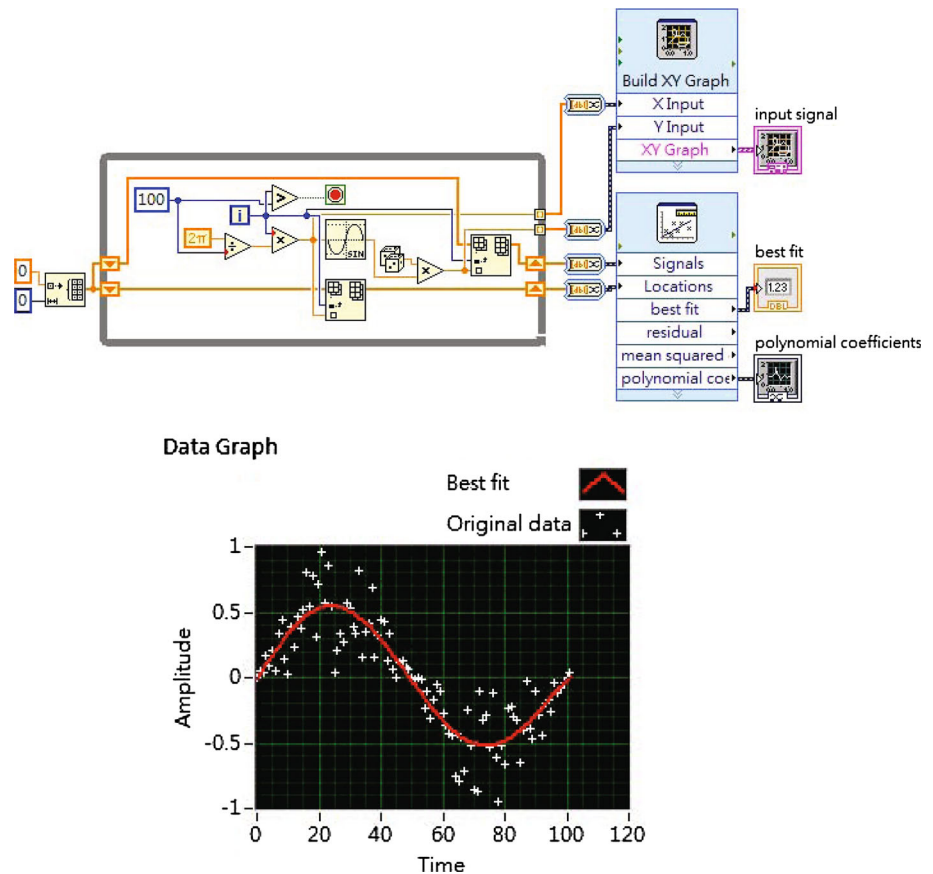 Build XY Graph
X Input
Y Input
XY Graph
input signal
100
i
2π
÷
×
>
SIN
×
0
0
Signals
Locations
best fit
residual
mean squared
polynomial coe
best fit
1.23
DBL
polynomial coefficients
Data Graph
Best fit
Original data
1
0.5
0
-0.5
-1
Amplitude
0 20 40 60 80 100 120
Time